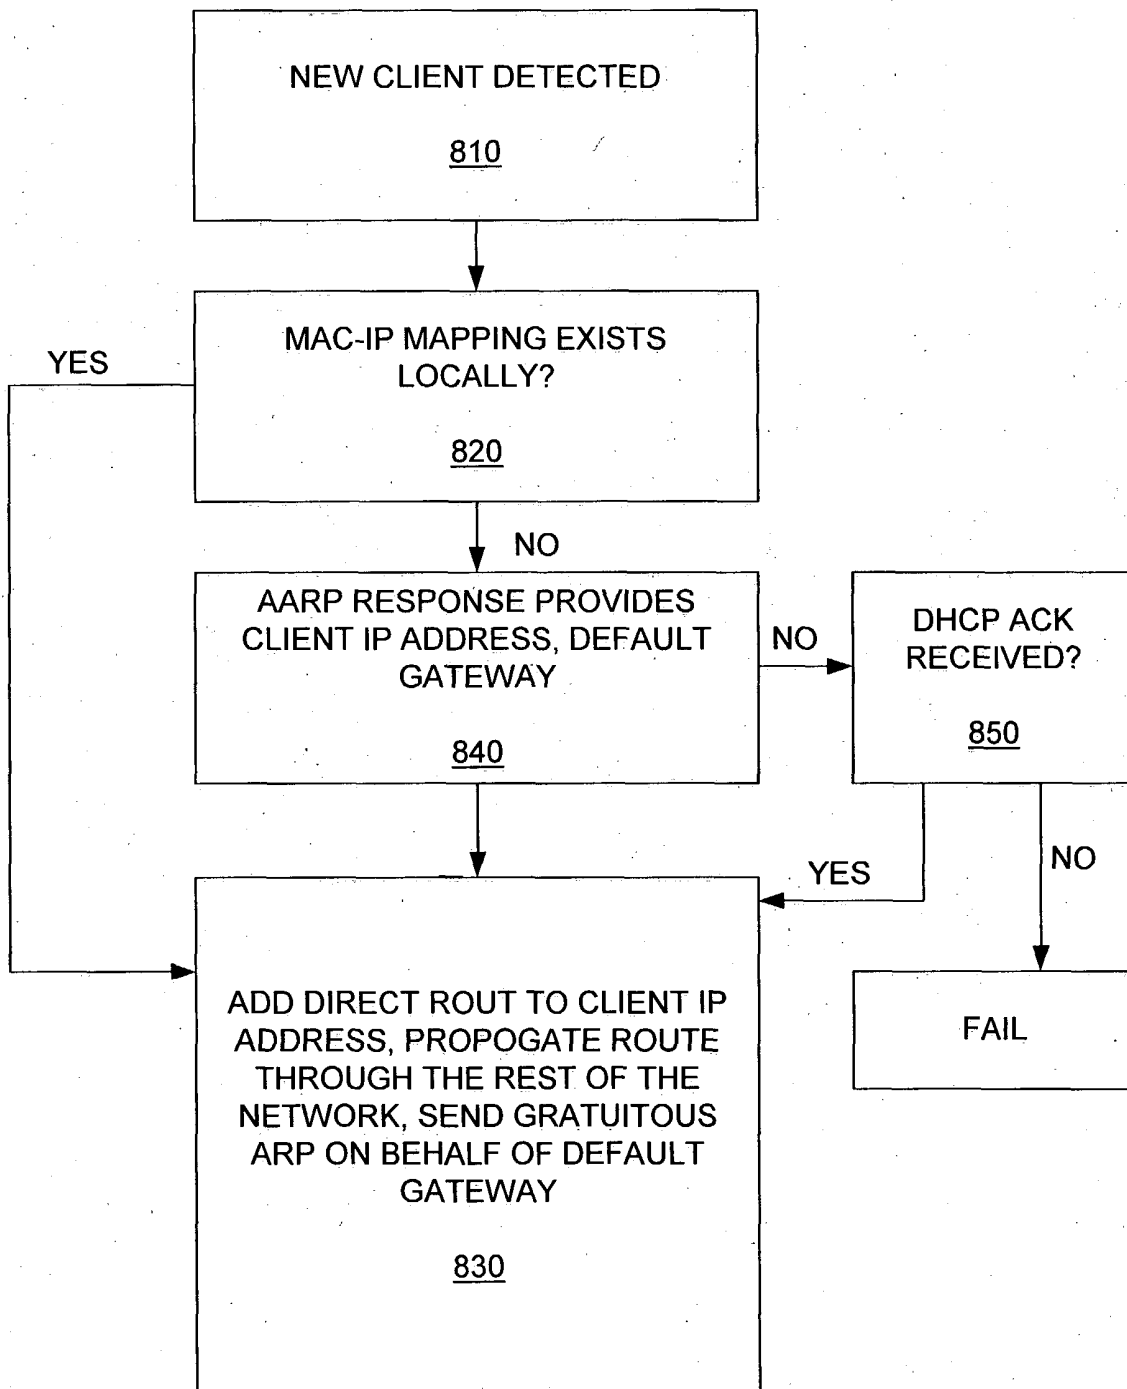 NEW CLIENT DETECTED
810
MAC-IP MAPPING EXISTS
LOCALLY?
820
YES
NO
AARP RESPONSE PROVIDES
CLIENT IP ADDRESS, DEFAULT
GATEWAY
840
NO
DHCP ACK
RECEIVED?
850
YES
NO
FAIL
ADD DIRECT ROUT TO CLIENT IP
ADDRESS, PROPOGATE ROUTE
THROUGH THE REST OF THE
NETWORK, SEND GRATUITOUS
ARP ON BEHALF OF DEFAULT
GATEWAY
830